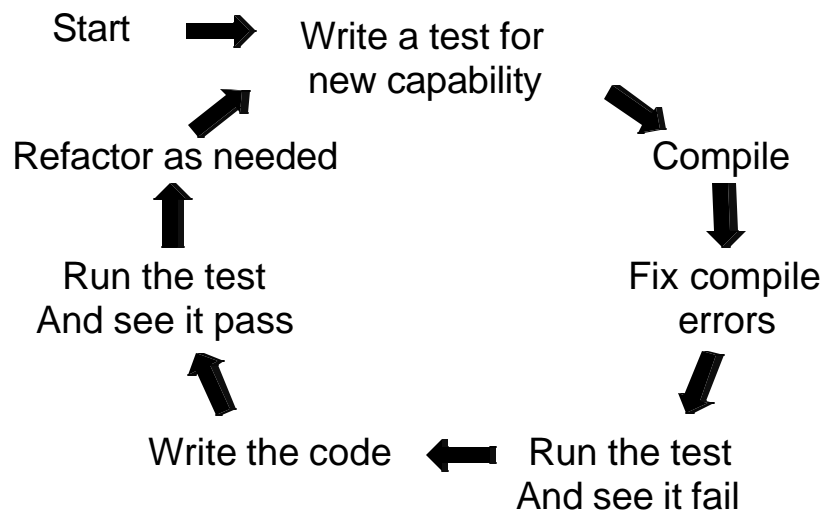 Start
Write a test for
new capability
Compile
Fix compile
errors
Run the test
And see it fail
Write the code
Run the test
And see it pass
Refactor as needed